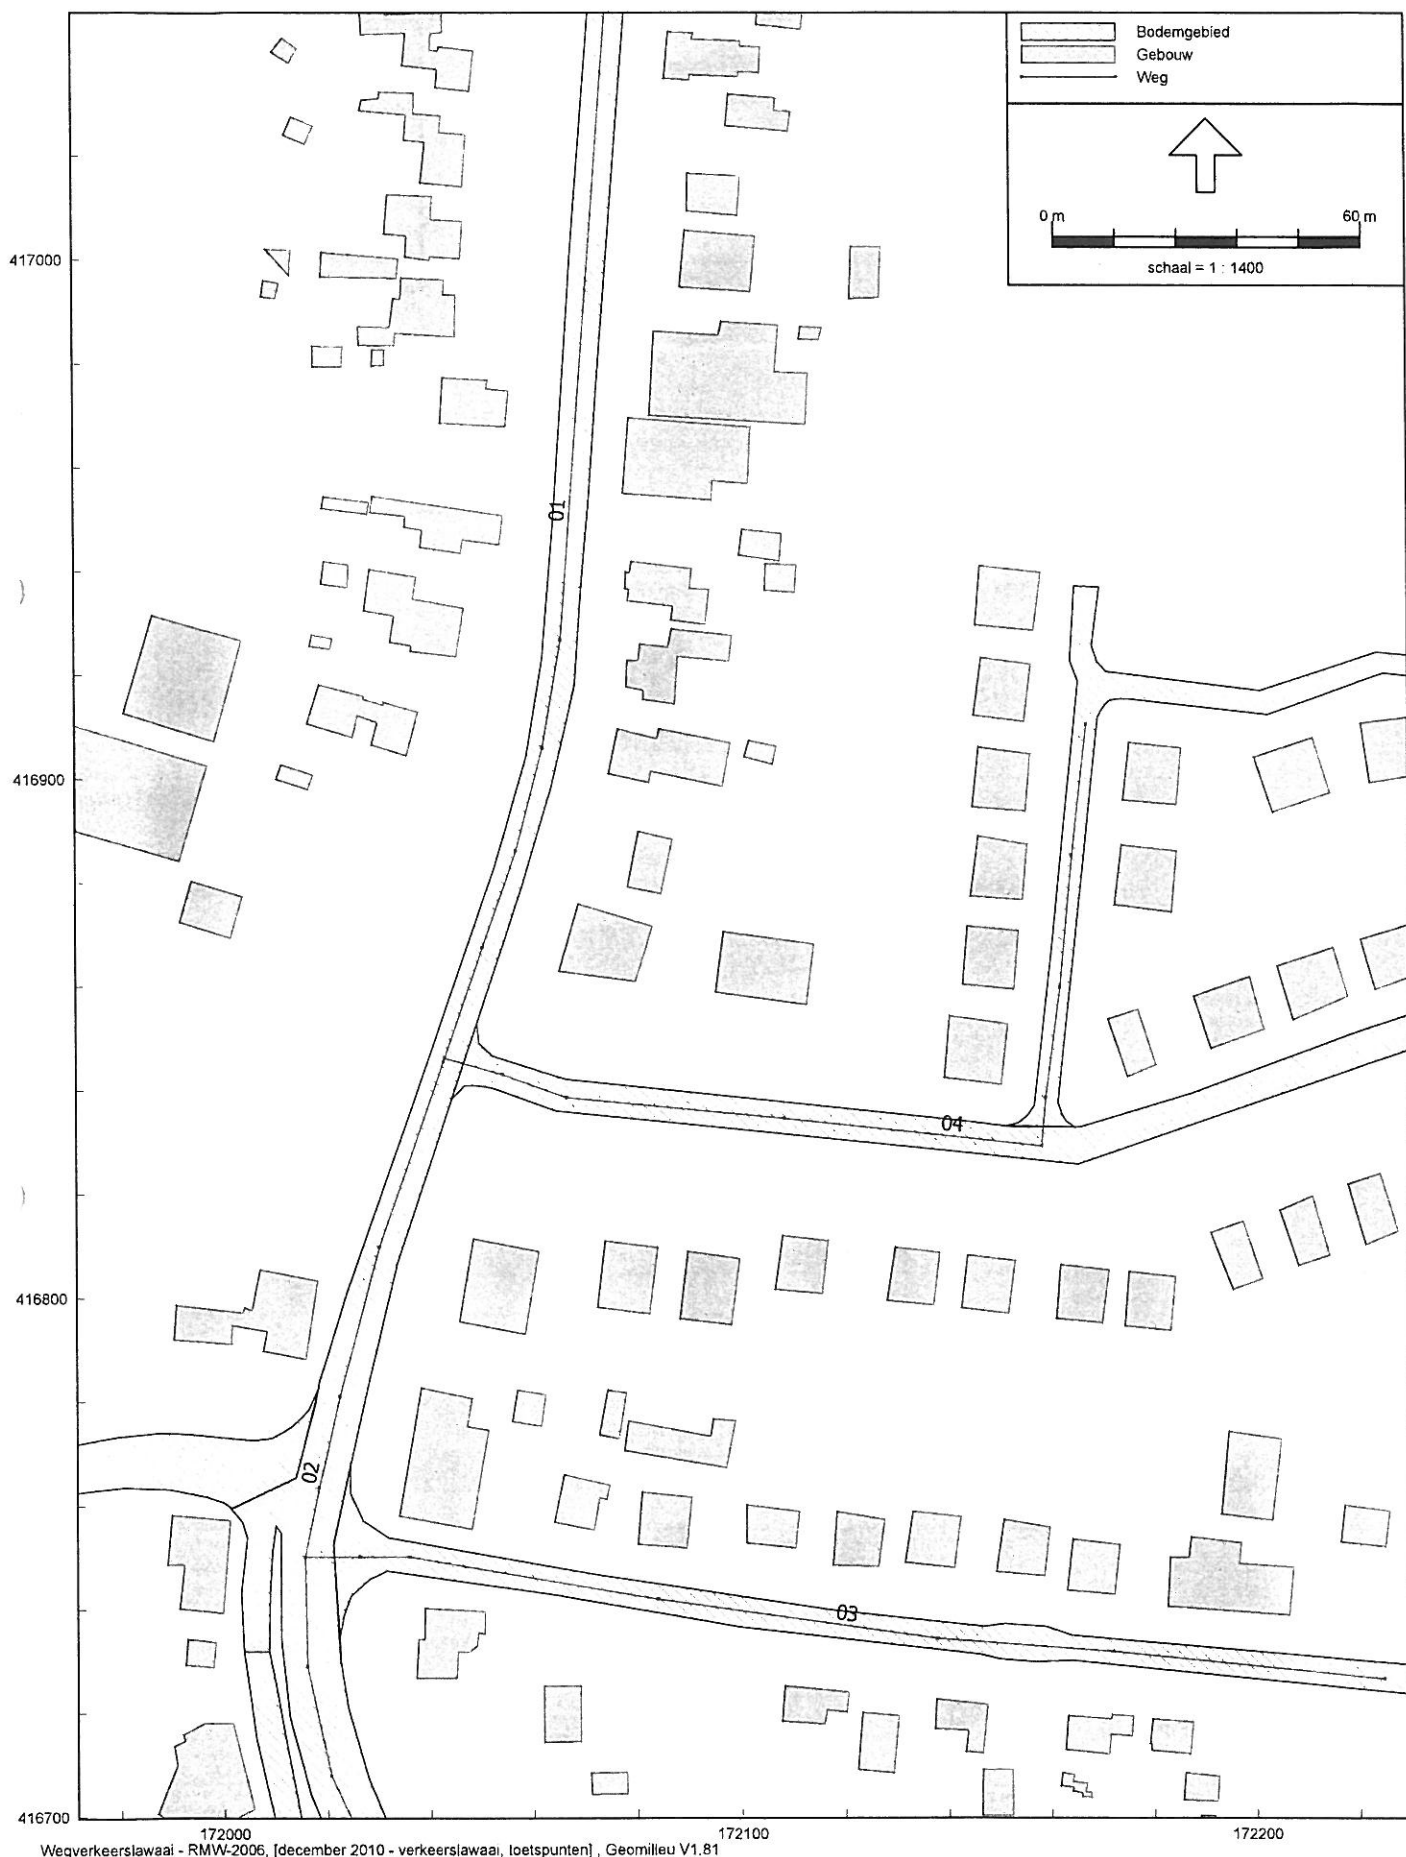 Bodemgebied
Gebouw
Weg
0 m 60 m
schaal = 1 : 1400
417000
01
416900
04
416800
02
03
416700
172000 172100 172200
Wegverkeerslawaai - RMW-2006, [december 2010 - verkeerslawaai, toetspunten] , Geomilieu V1.81